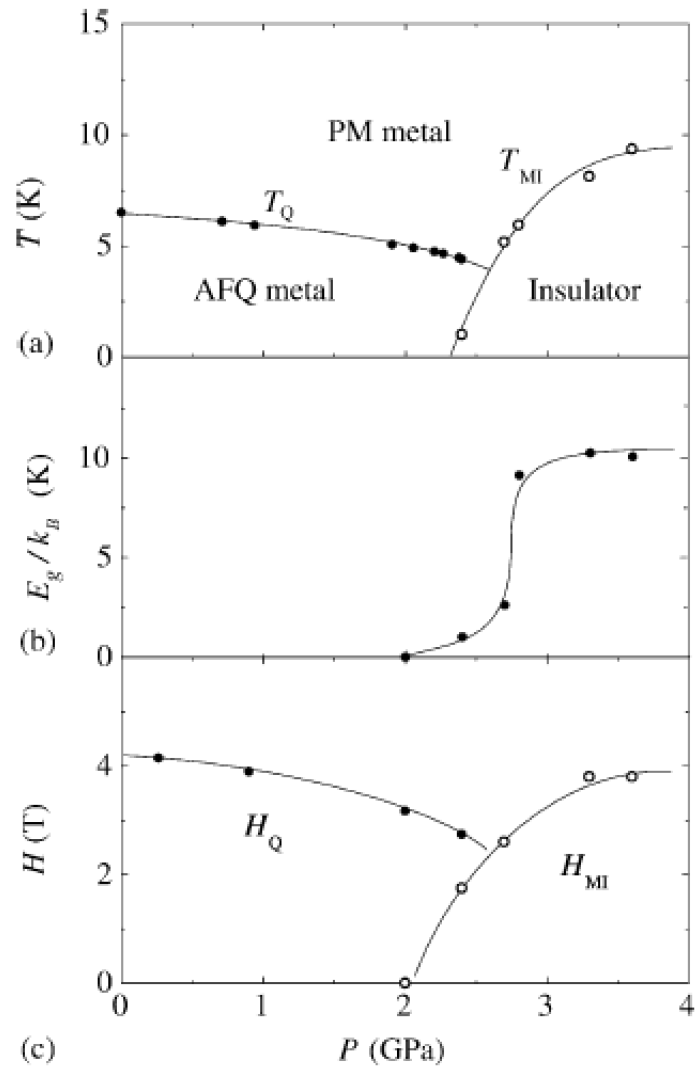 15
10
5
0
T (K)
PM metal
T_MI
T_Q
AFQ metal
Insulator
(a)
10
5
0
E_g/k_B (K)
(b)
4
2
0
H (T)
H_Q
H_MI
0 1 2 3 4
(c) P (GPa)